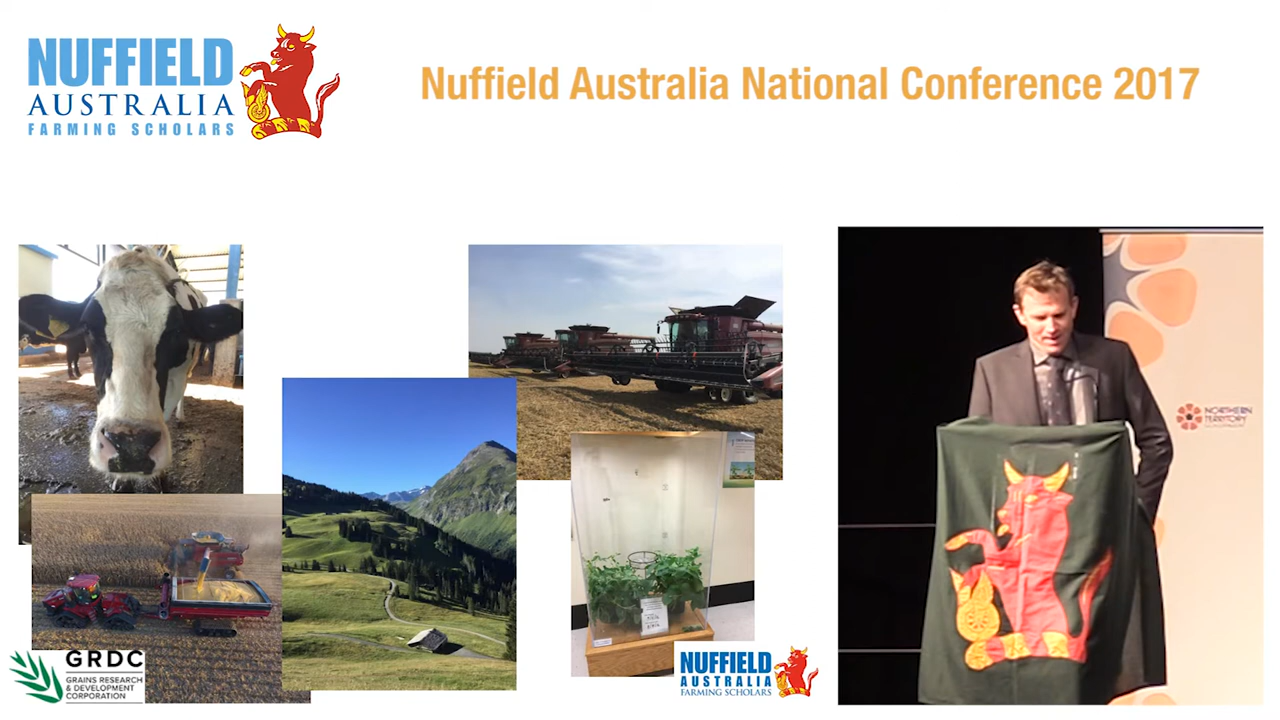 NUFFIELD
AUSTRALIA
FARMING SCHOLARS
Nuffield Australia National Conference 2017
NORTHERN
TERRITORY
GRDC
GRAINS RESEARCH
& DEVELOPMENT
CORPORATION
NUFFIELD
AUSTRALIA
FARMING SCHOLARS